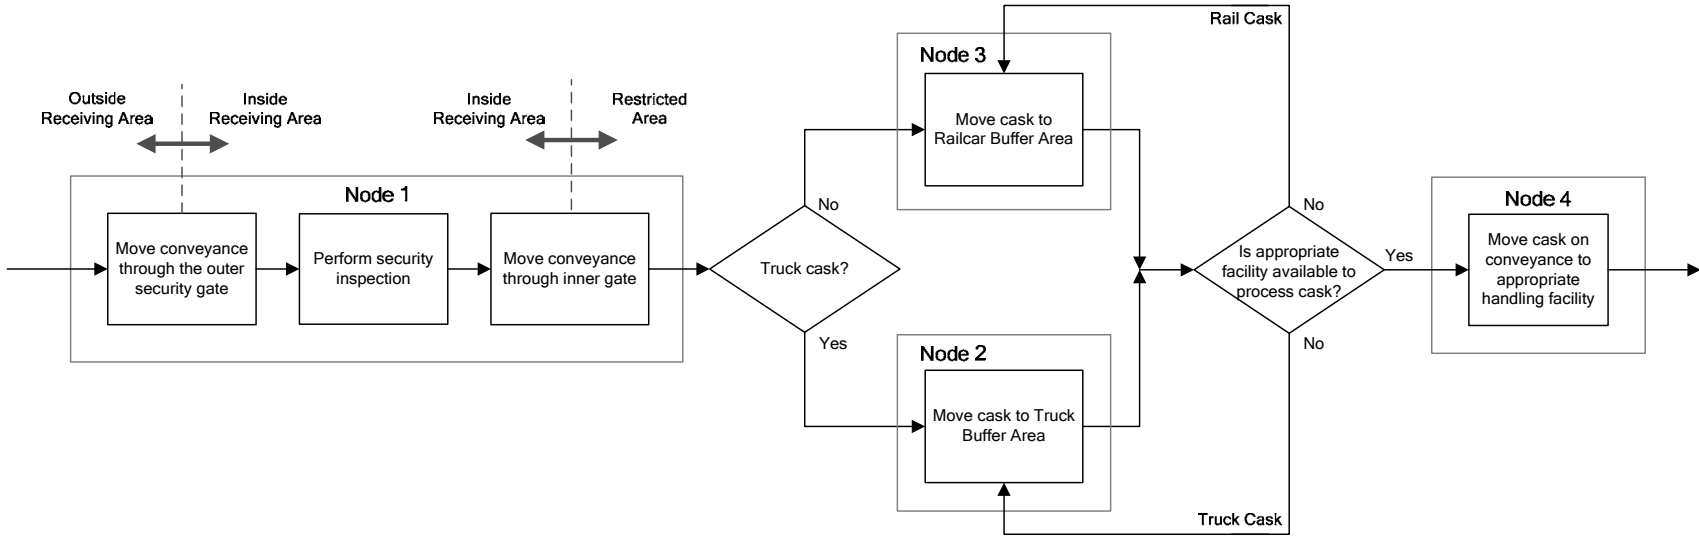 Outside
Receiving Area
Inside
Receiving Area
Inside
Receiving Area
Restricted
Area
Node 1
Move conveyance
through the outer
security gate
Perform security
inspection
Move conveyance
through inner gate
Truck cask?
No
Yes
Node 3
Move cask to
Railcar Buffer Area
Node 2
Move cask to Truck
Buffer Area
Rail Cask
No
Is appropriate
facility available to
process cask?
Yes
No
Truck Cask
Node 4
Move cask on
conveyance to
appropriate
handling facility